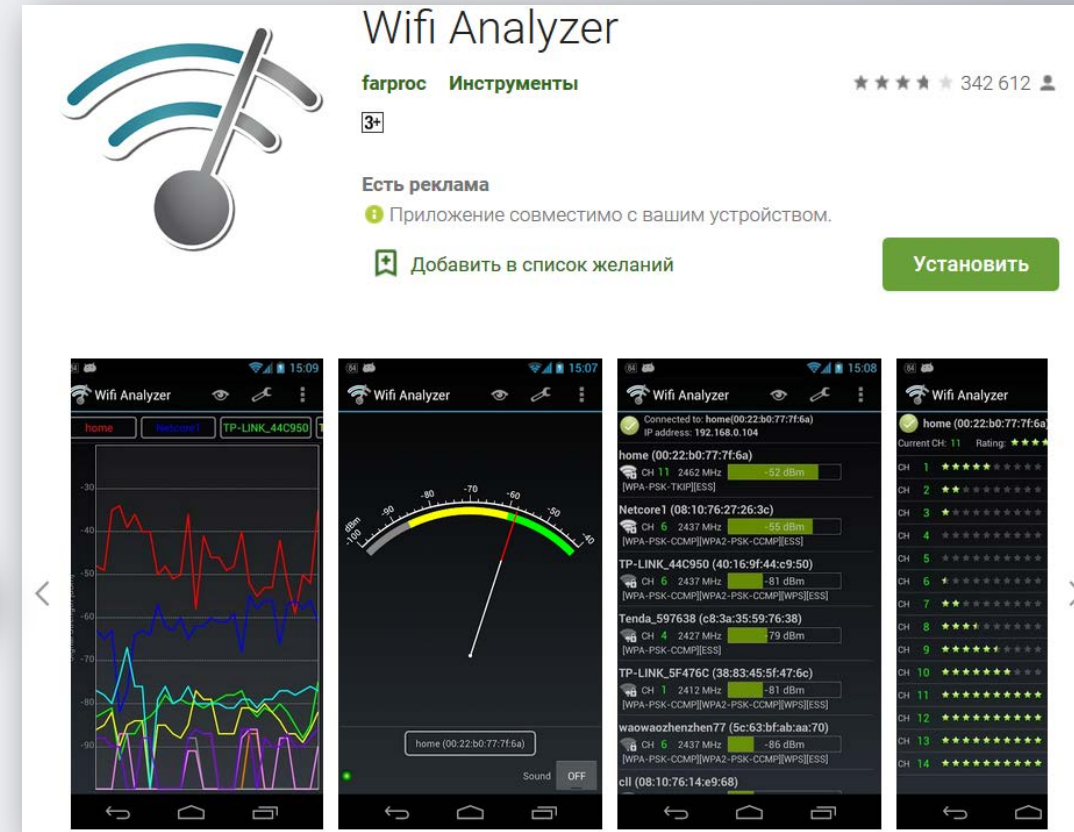 Wifi Analyzer
farproc Инструменты
342 612
3+
Есть реклама
Приложение совместимо с вашим устройством.
Добавить в список желаний
Установить
15:09
Wifi Analyzer
home Netcore1 TP-LINK_44C950
-30
-40
-50
-60
-70
-80
-90
15:07
Wifi Analyzer
dBm
-100 -90 -80 -70 -60 -50 -40
home (00:22:b0:77:7f:6a)
Sound OFF
15:08
Wifi Analyzer
Connected to: home(00:22:b0:77:7f:6a)
IP address: 192.168.0.104
home (00:22:b0:77:7f:6a)
CH 11 2462 MHz -52 dBm
[WPA-PSK-TKIP][ESS]
Netcore1 (08:10:76:27:26:3c)
CH 6 2437 MHz -55 dBm
[WPA-PSK-CCMP][WPA2-PSK-CCMP][ESS]
TP-LINK_44C950 (40:16:9f:44:c9:50)
CH 6 2437 MHz -81 dBm
[WPA-PSK-CCMP][WPA2-PSK-CCMP][WPS][ESS]
Tenda_597638 (c8:3a:35:59:76:38)
CH 4 2427 MHz -79 dBm
[WPA-PSK-CCMP][ESS]
TP-LINK_5F476C (38:83:45:5f:47:6c)
CH 1 2412 MHz -81 dBm
[WPA-PSK-CCMP][WPA2-PSK-CCMP][WPS][ESS]
waowaozhenzhen77 (5c:63:bf:ab:aa:70)
CH 6 2437 MHz -86 dBm
[WPA-PSK-CCMP][WPA2-PSK-CCMP][WPS][ESS]
cll (08:10:76:14:e9:68)
Wifi Analyzer
home (00:22:b0:77:7f:6a)
Current CH: 11 Rating:
CH 1
CH 2
CH 3
CH 4
CH 5
CH 6
CH 7
CH 8
CH 9
CH 10
CH 11
CH 12
CH 13
CH 14